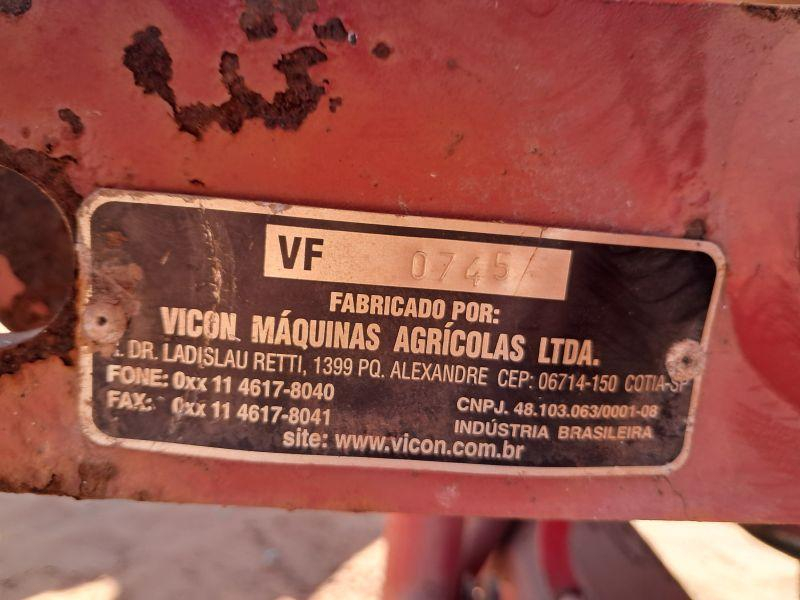 VF 0745
FABRICADO POR:
VICON MÁQUINAS AGRÍCOLAS LTDA.
DR. LADISLAU RETTI, 1399 PQ. ALEXANDRE CEP: 06714-150 COTIA-SP
FONE: 0xx 11 4617-8040
FAX: 0xx 11 4617-8041
CNPJ. 48.103.063/0001-08
INDÚSTRIA BRASILEIRA
site: www.vicon.com.br